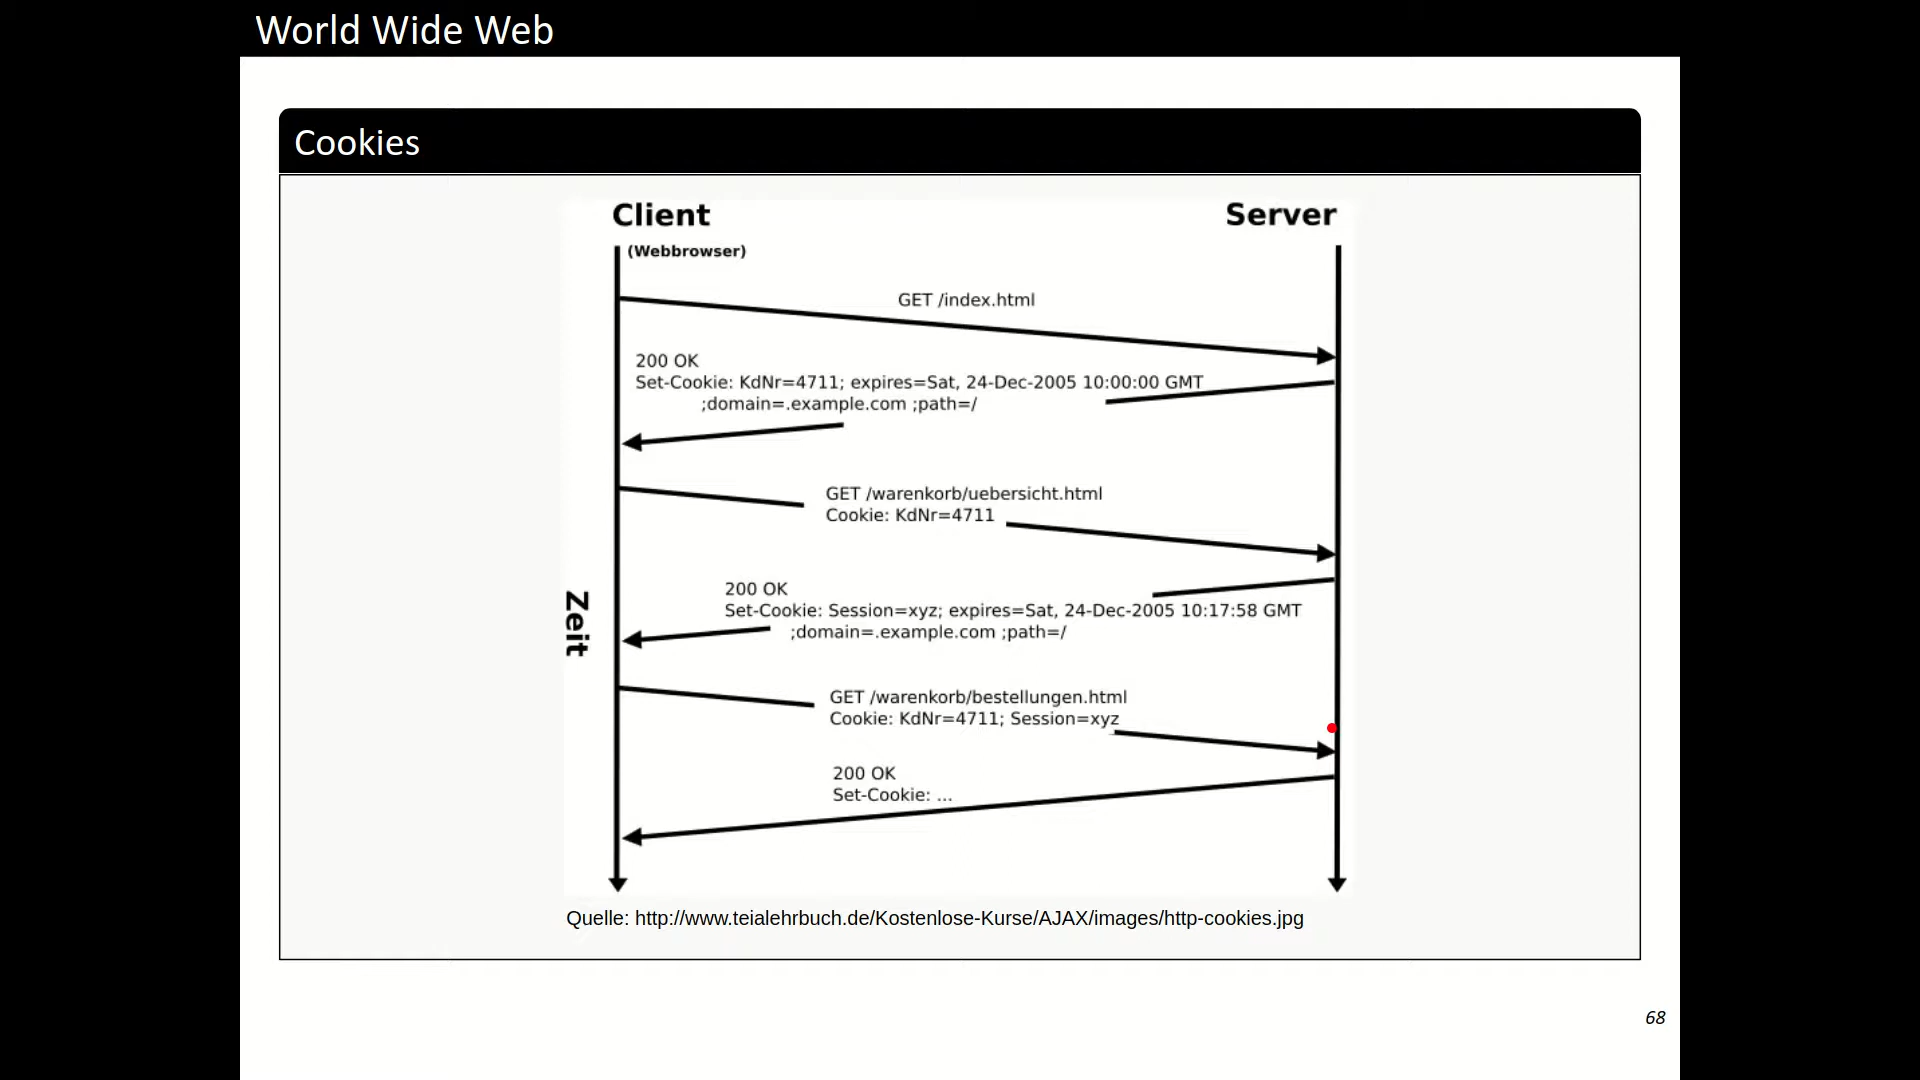 World Wide Web
Cookies
Client
Server
(Webbrowser)
GET /index.html
200 OK
Set-Cookie: KdNr=4711; expires=Sat, 24-Dec-2005 10:00:00 GMT
;domain=.example.com ;path=/
GET /warenkorb/uebersicht.html
Cookie: KdNr=4711
Zeit
200 OK
Set-Cookie: Session=xyz; expires=Sat, 24-Dec-2005 10:17:58 GMT
;domain=.example.com ;path=/
GET /warenkorb/bestellungen.html
Cookie: KdNr=4711; Session=xyz
200 OK
Set-Cookie: ...
Quelle: http://www.teialehrbuch.de/Kostenlose-Kurse/AJAX/images/http-cookies.jpg
68